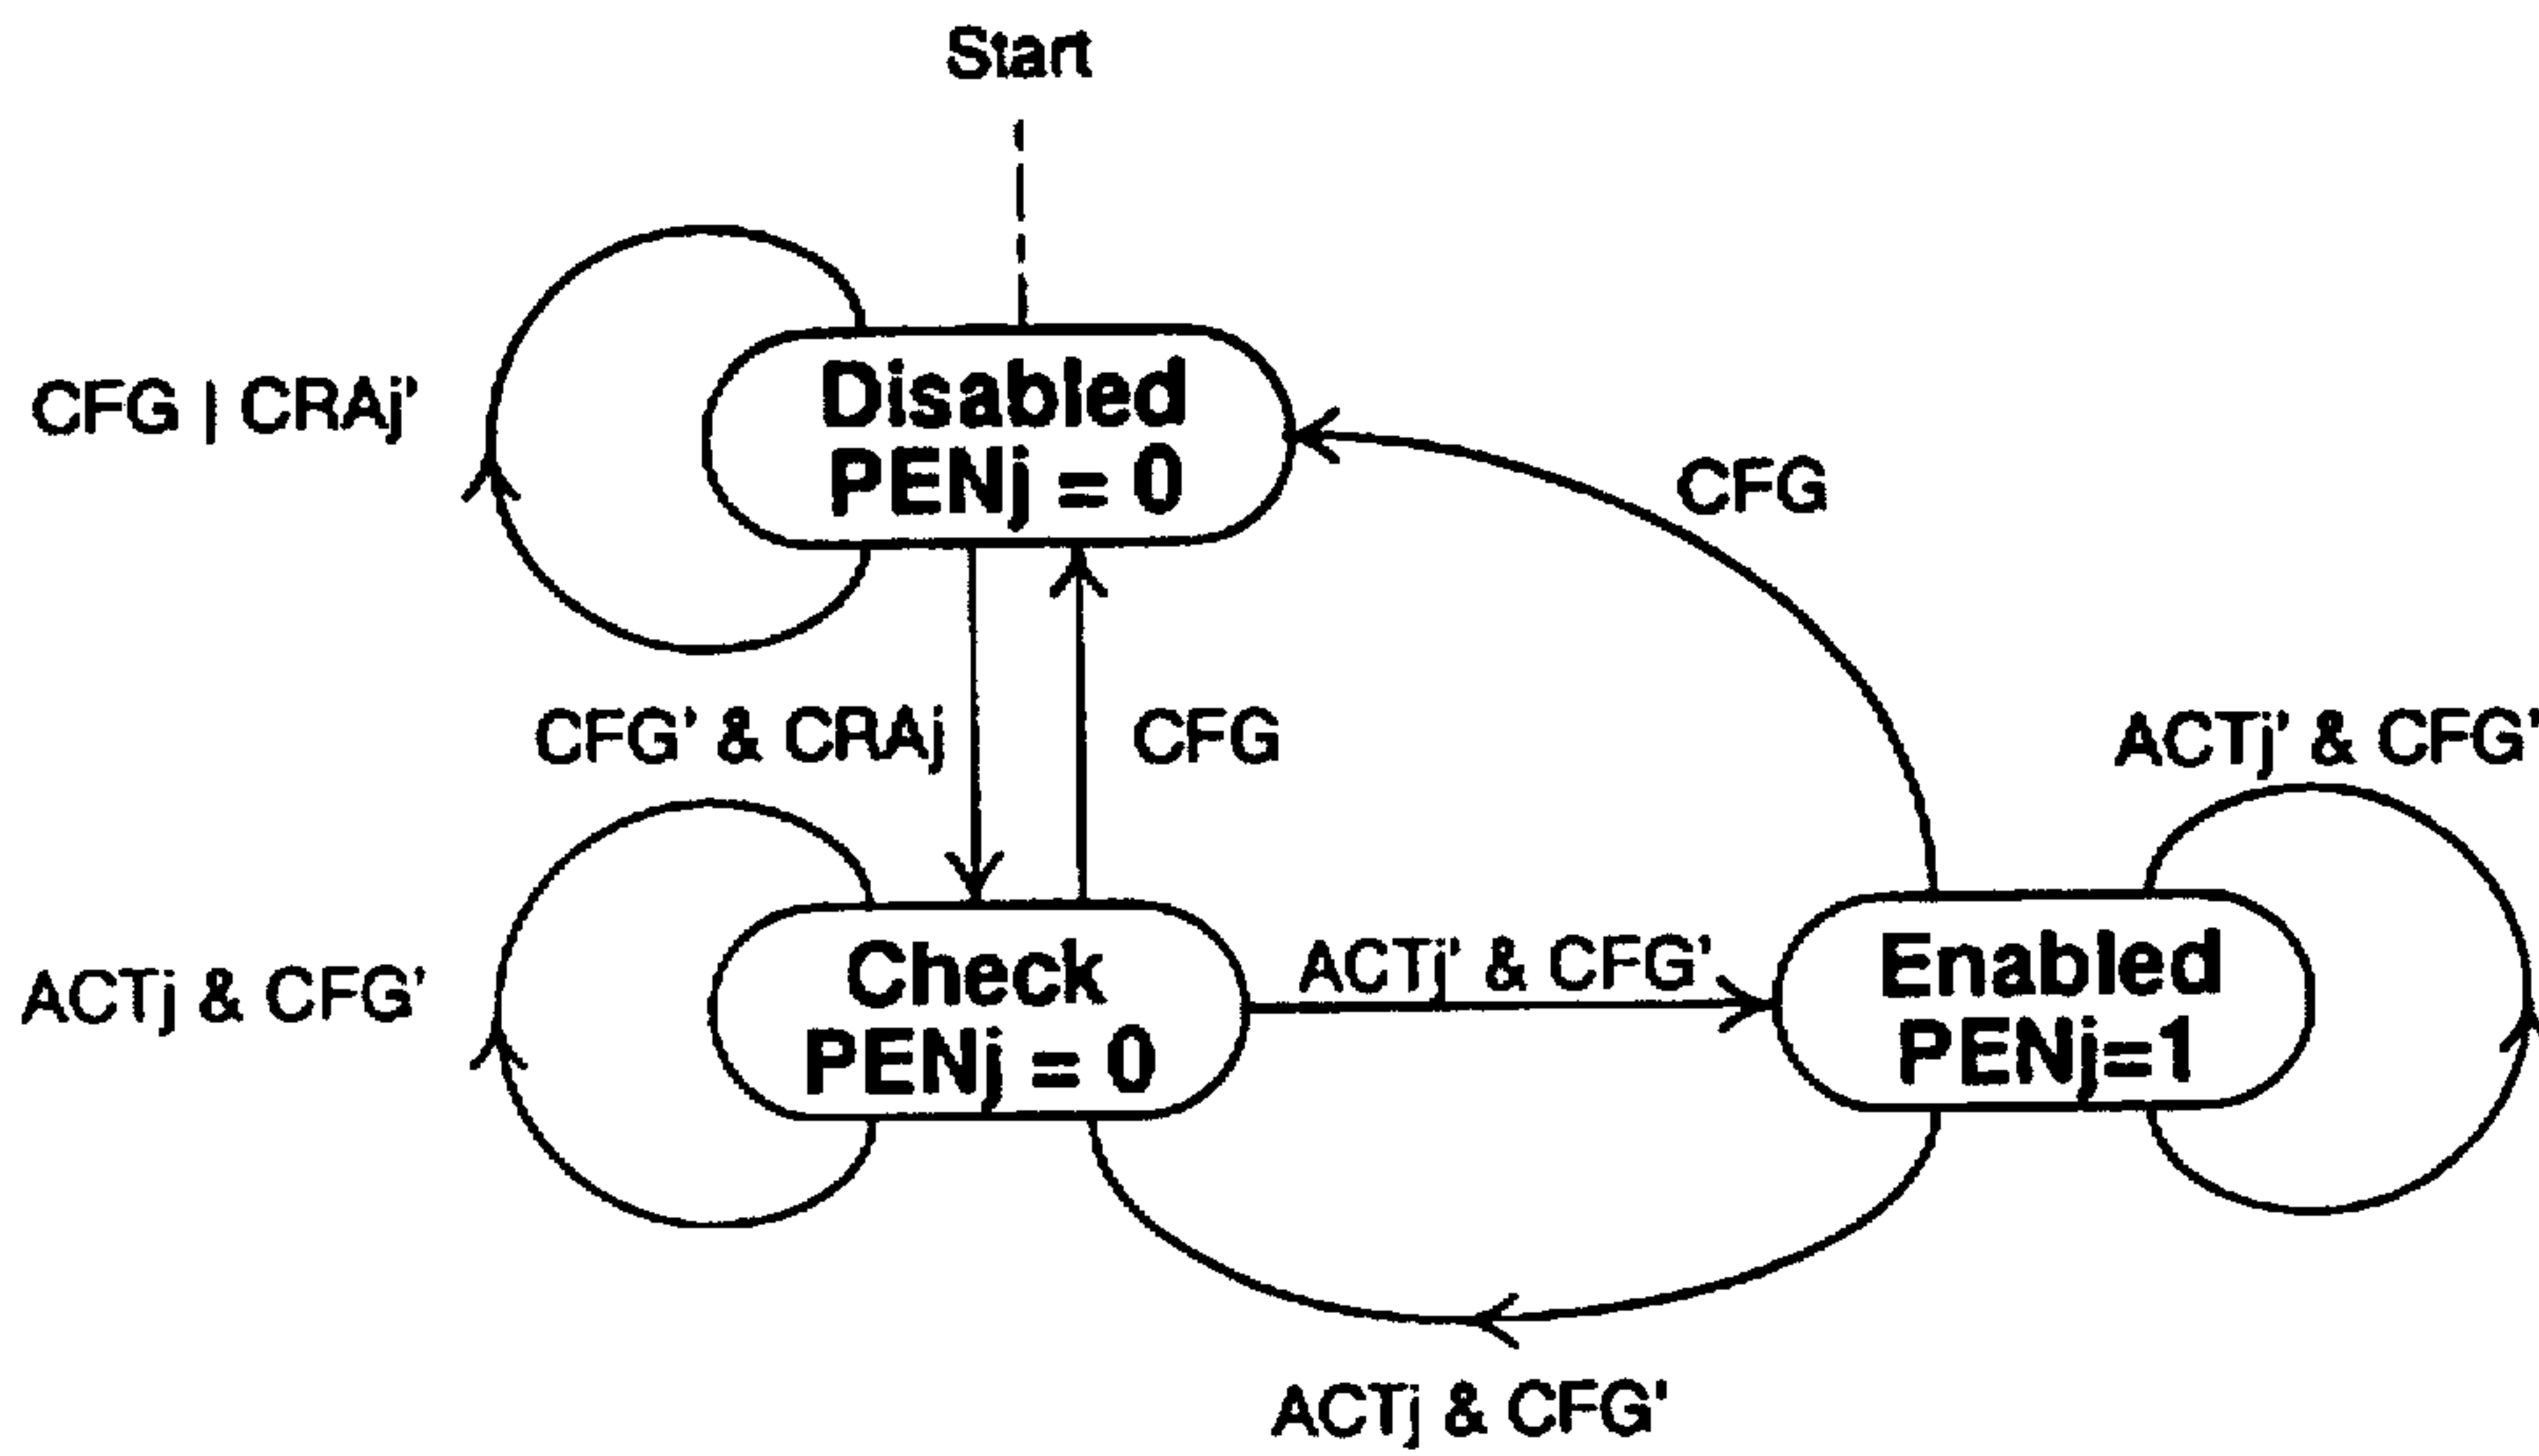 Start
Disabled
PENj = 0
CFG | CRAj'
CFG
CFG' & CRAj
CFG
ACTj' & CFG'
Check
PENj = 0
ACTj & CFG'
ACTj' & CFG'
Enabled
PENj=1
ACTj & CFG'